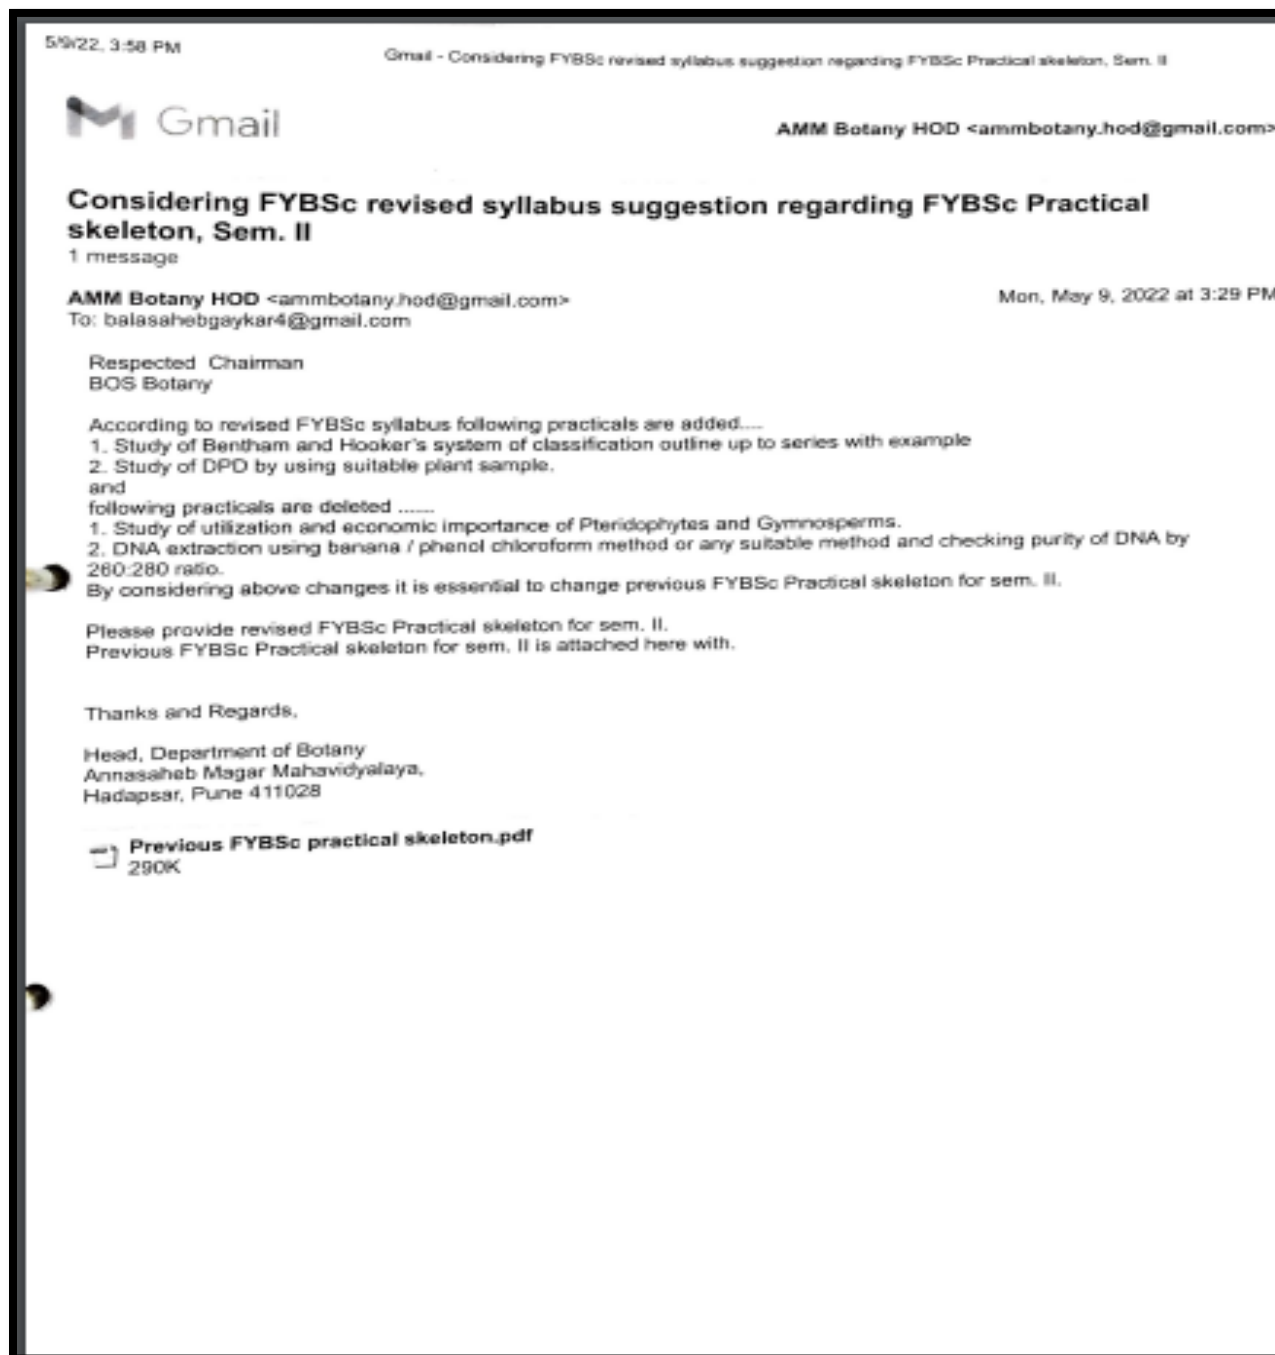 5/9/22, 3:58 PM
Gmail - Considering FYBSc revised syllabus suggestion regarding FYBSc Practical skeleton, Sem. II
Gmail
AMM Botany HOD <ammbotany.hod@gmail.com>
Considering FYBSc revised syllabus suggestion regarding FYBSc Practical
skeleton, Sem. II
1 message
AMM Botany HOD <ammbotany.hod@gmail.com>
Mon, May 9, 2022 at 3:29 PM
To: balasahebgaykar4@gmail.com
Respected Chairman
BOS Botany
According to revised FYBSc syllabus following practicals are added....
1. Study of Bentham and Hooker's system of classification outline up to series with example
2. Study of DPD by using suitable plant sample.
and
following practicals are deleted ......
1. Study of utilization and economic importance of Pteridophytes and Gymnosperms.
2. DNA extraction using banana / phenol chloroform method or any suitable method and checking purity of DNA by
260:280 ratio.
By considering above changes it is essential to change previous FYBSc Practical skeleton for sem. II.
Please provide revised FYBSc Practical skeleton for sem. II.
Previous FYBSc Practical skeleton for sem. II is attached here with.
Thanks and Regards,
Head, Department of Botany
Annasaheb Magar Mahavidyalaya,
Hadapsar, Pune 411028
Previous FYBSc practical skeleton.pdf
290K